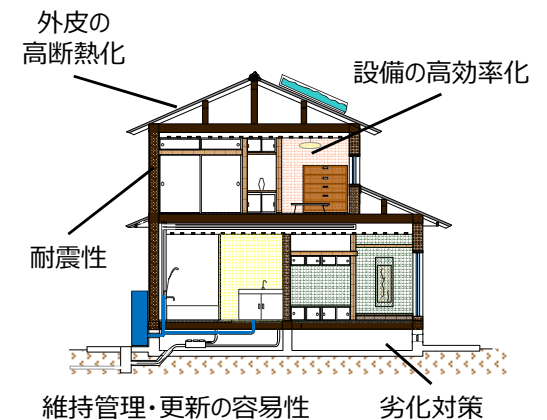 外皮の
高断熱化
設備の高効率化
耐震性
維持管理・更新の容易性
劣化対策